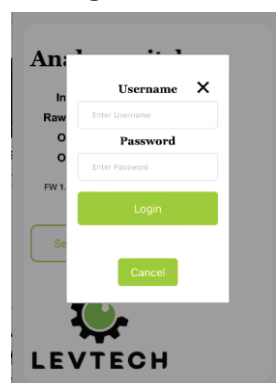 Username ✕
Enter Username
Password
Enter Password
Login
Cancel
FW 1.
LEVTECH